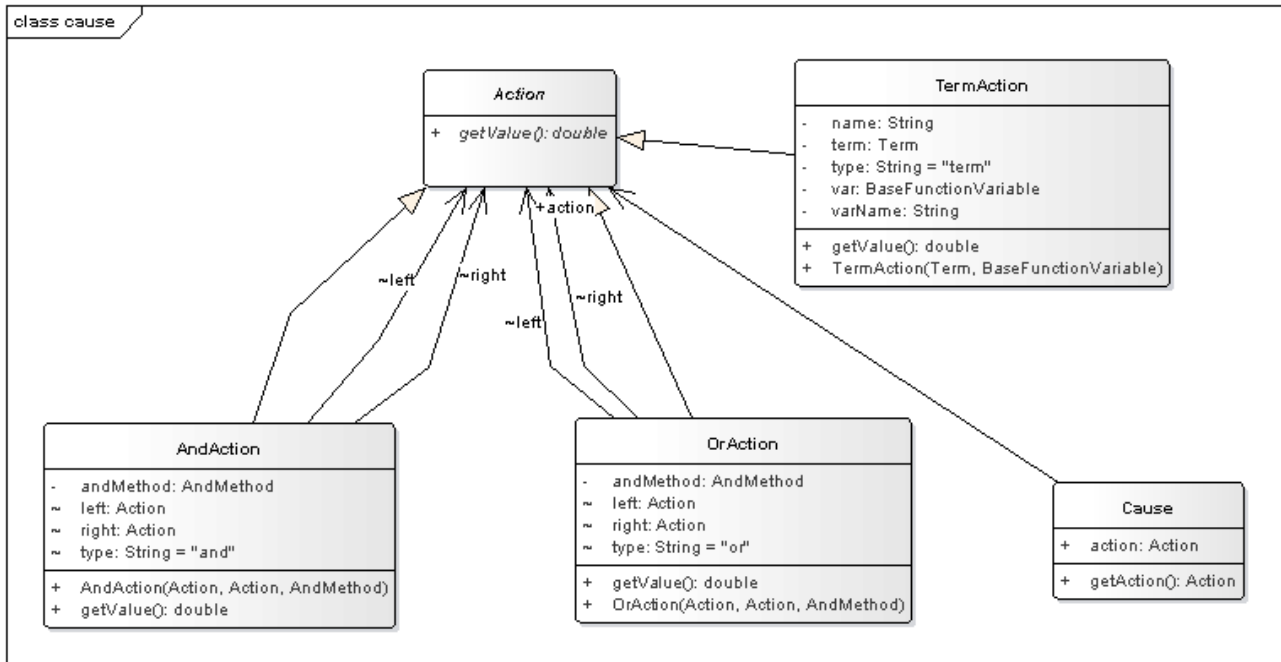 class cause
Action
+ getValue(): double
TermAction
- name: String
- term: Term
- type: String = "term"
- var: BaseFunctionVariable
- varName: String
+ getValue(): double
+ TermAction(Term, BaseFunctionVariable)
+action
~left
~right
~right
~left
AndAction
- andMethod: AndMethod
~ left: Action
~ right: Action
~ type: String = "and"
+ AndAction(Action, Action, AndMethod)
+ getValue(): double
OrAction
- andMethod: AndMethod
~ left: Action
~ right: Action
~ type: String = "or"
+ getValue(): double
+ OrAction(Action, Action, AndMethod)
Cause
+ action: Action
+ getAction(): Action